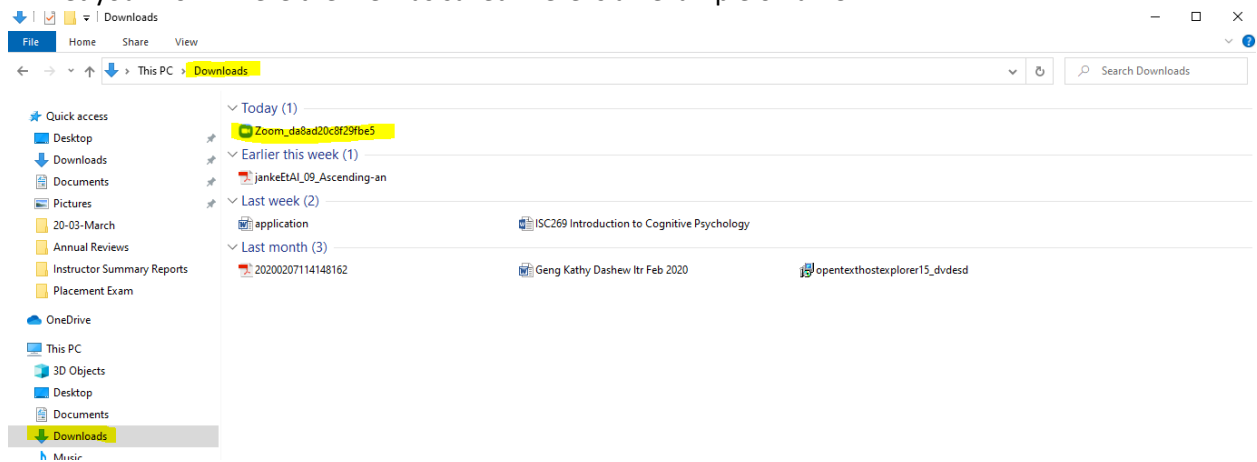 Downloads
File Home Share View
This PC > Downloads
Search Downloads
Quick access
Desktop
Downloads
Documents
Pictures
20-03-March
Annual Reviews
Instructor Summary Reports
Placement Exam
OneDrive
This PC
3D Objects
Desktop
Documents
Downloads
Music
Today (1)
Zoom_da8ad20c8f29fbe5
Earlier this week (1)
jankeEtAl_09_Ascending-an
Last week (2)
application ISC269 Introduction to Cognitive Psychology
Last month (3)
20200207114148162 Geng Kathy Dashew ltr Feb 2020 opentexthostexplorer15_dvdesd